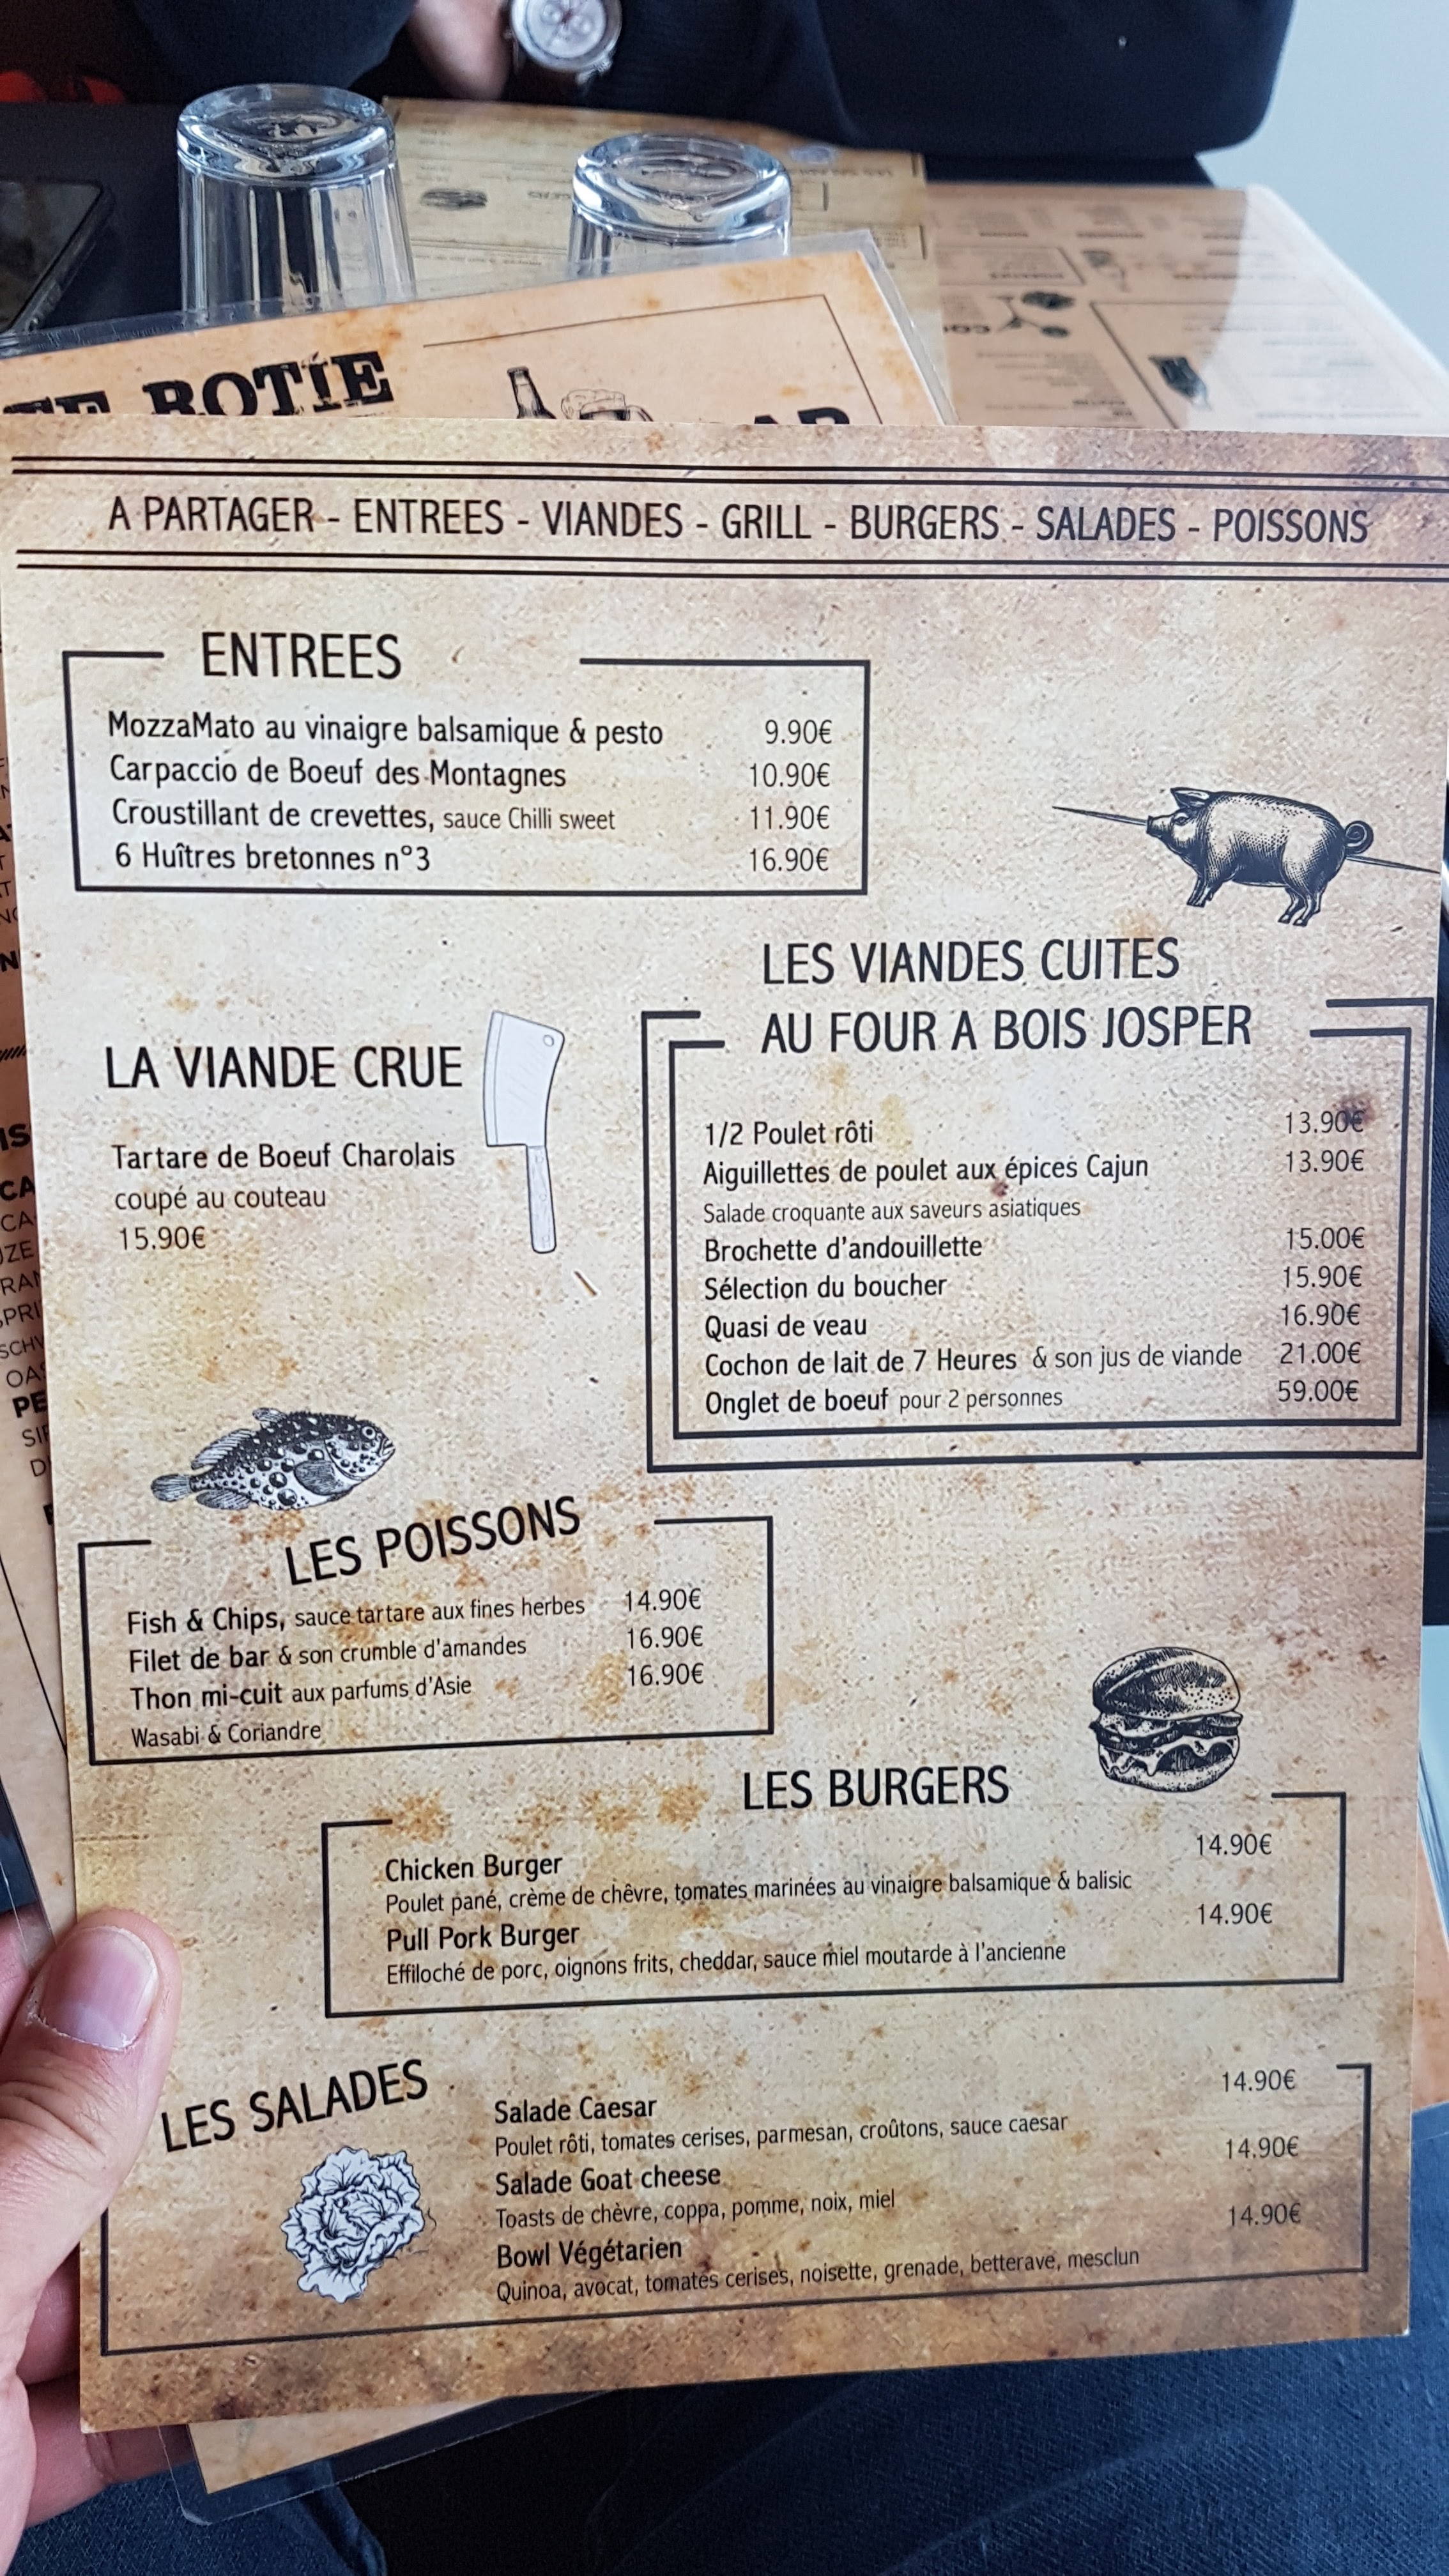 ROTIE
A PARTAGER - ENTREES - VIANDES - GRILL - BURGERS - SALADES - POISSONS
ENTREES
MozzaMato au vinaigre balsamique & pesto 9.90€
Carpaccio de Boeuf des Montagnes 10.90€
Croustillant de crevettes, sauce Chilli sweet 11.90€
6 Huîtres bretonnes n°3 16.90€
LA VIANDE CRUE
Tartare de Boeuf Charolais
coupé au couteau
15.90€
LES VIANDES CUITES
AU FOUR A BOIS JOSPER
1/2 Poulet rôti 13.90€
Aiguillettes de poulet aux épices Cajun 13.90€
Salade croquante aux saveurs asiatiques
Brochette d'andouillette 15.00€
Sélection du boucher 15.90€
Quasi de veau 16.90€
Cochon de lait de 7 Heures & son jus de viande 21.00€
Onglet de boeuf pour 2 personnes 59.00€
LES POISSONS
Fish & Chips, sauce tartare aux fines herbes 14.90€
Filet de bar & son crumble d'amandes 16.90€
Thon mi-cuit aux parfums d'Asie 16.90€
Wasabi & Coriandre
LES BURGERS
Chicken Burger 14.90€
Poulet pané, crème de chêvre, tomates marinées au vinaigre balsamique & balisic
Pull Pork Burger 14.90€
Effiloché de porc, oignons frits, cheddar, sauce miel moutarde à l'ancienne
LES SALADES
Salade Caesar 14.90€
Poulet rôti, tomates cerises, parmesan, croûtons, sauce caesar
Salade Goat cheese 14.90€
Toasts de chèvre, coppa, pomme, noix, miel
Bowl Végétarien 14.90€
Quinoa, avocat, tomates cerises, noisette, grenade, betterave, mesclun